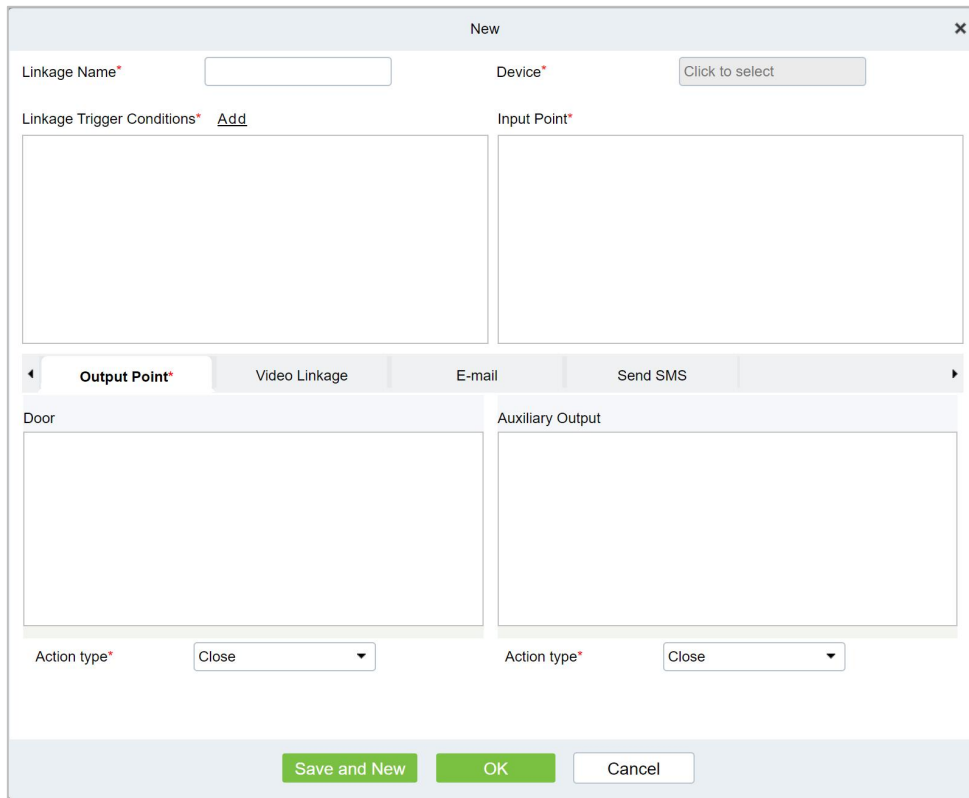 New
Linkage Name* Device* Click to select
Linkage Trigger Conditions* Add Input Point*
Output Point* Video Linkage E-mail Send SMS
Door Auxiliary Output
Action type* Close Action type* Close
Save and New OK Cancel